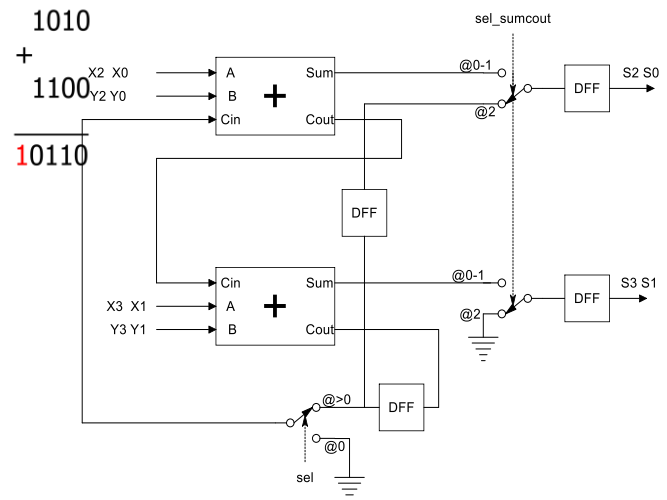 1010
+
1100
10110
sel_sumcout
X2 X0
Y2 Y0
A
B
Cin
+
Sum
Cout
@0-1
@2
DFF
S2 S0
DFF
Cin
A
B
+
Sum
Cout
X3 X1
Y3 Y1
@0-1
@2
DFF
S3 S1
@>0
DFF
@0
sel